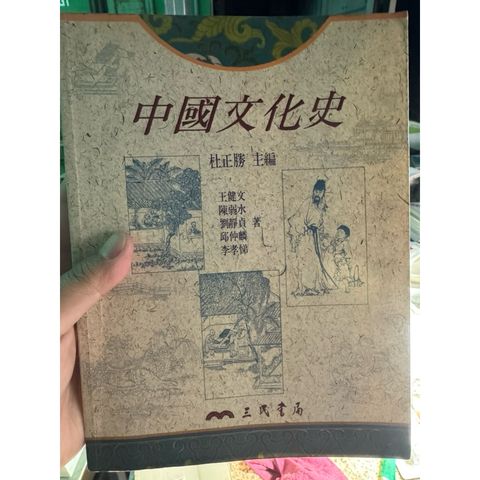 中國文化史
杜正勝 主編
王健文
陳弱水
劉靜貞 著
邱仲麟
李孝悌
三民書局